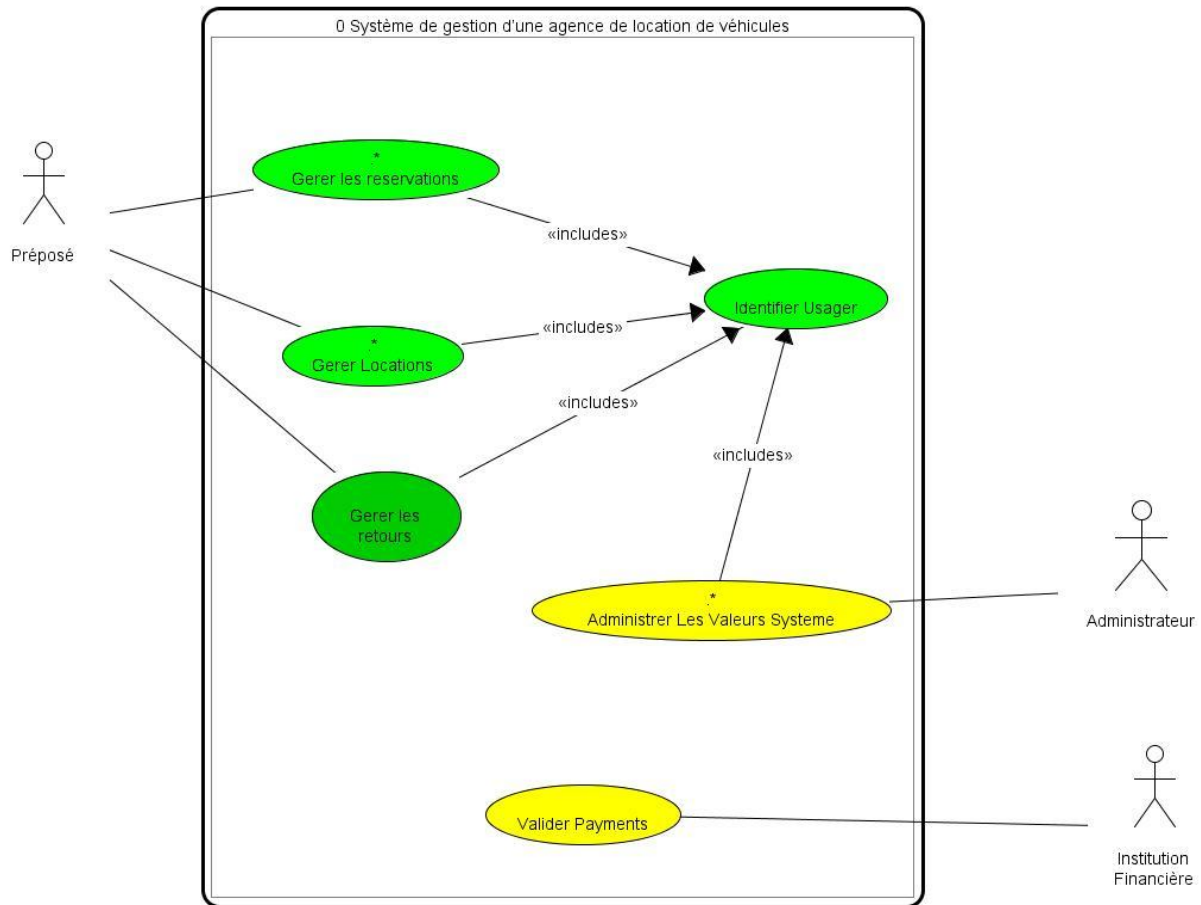 0 Système de gestion d'une agence de location de véhicules
.*
Gerer les reservations
«includes»
Préposé
Identifier Usager
.*
Gerer Locations
«includes»
«includes»
«includes»
Gerer les
retours
.*
Administrer Les Valeurs Systeme
Administrateur
Valider Payments
Institution
Financière